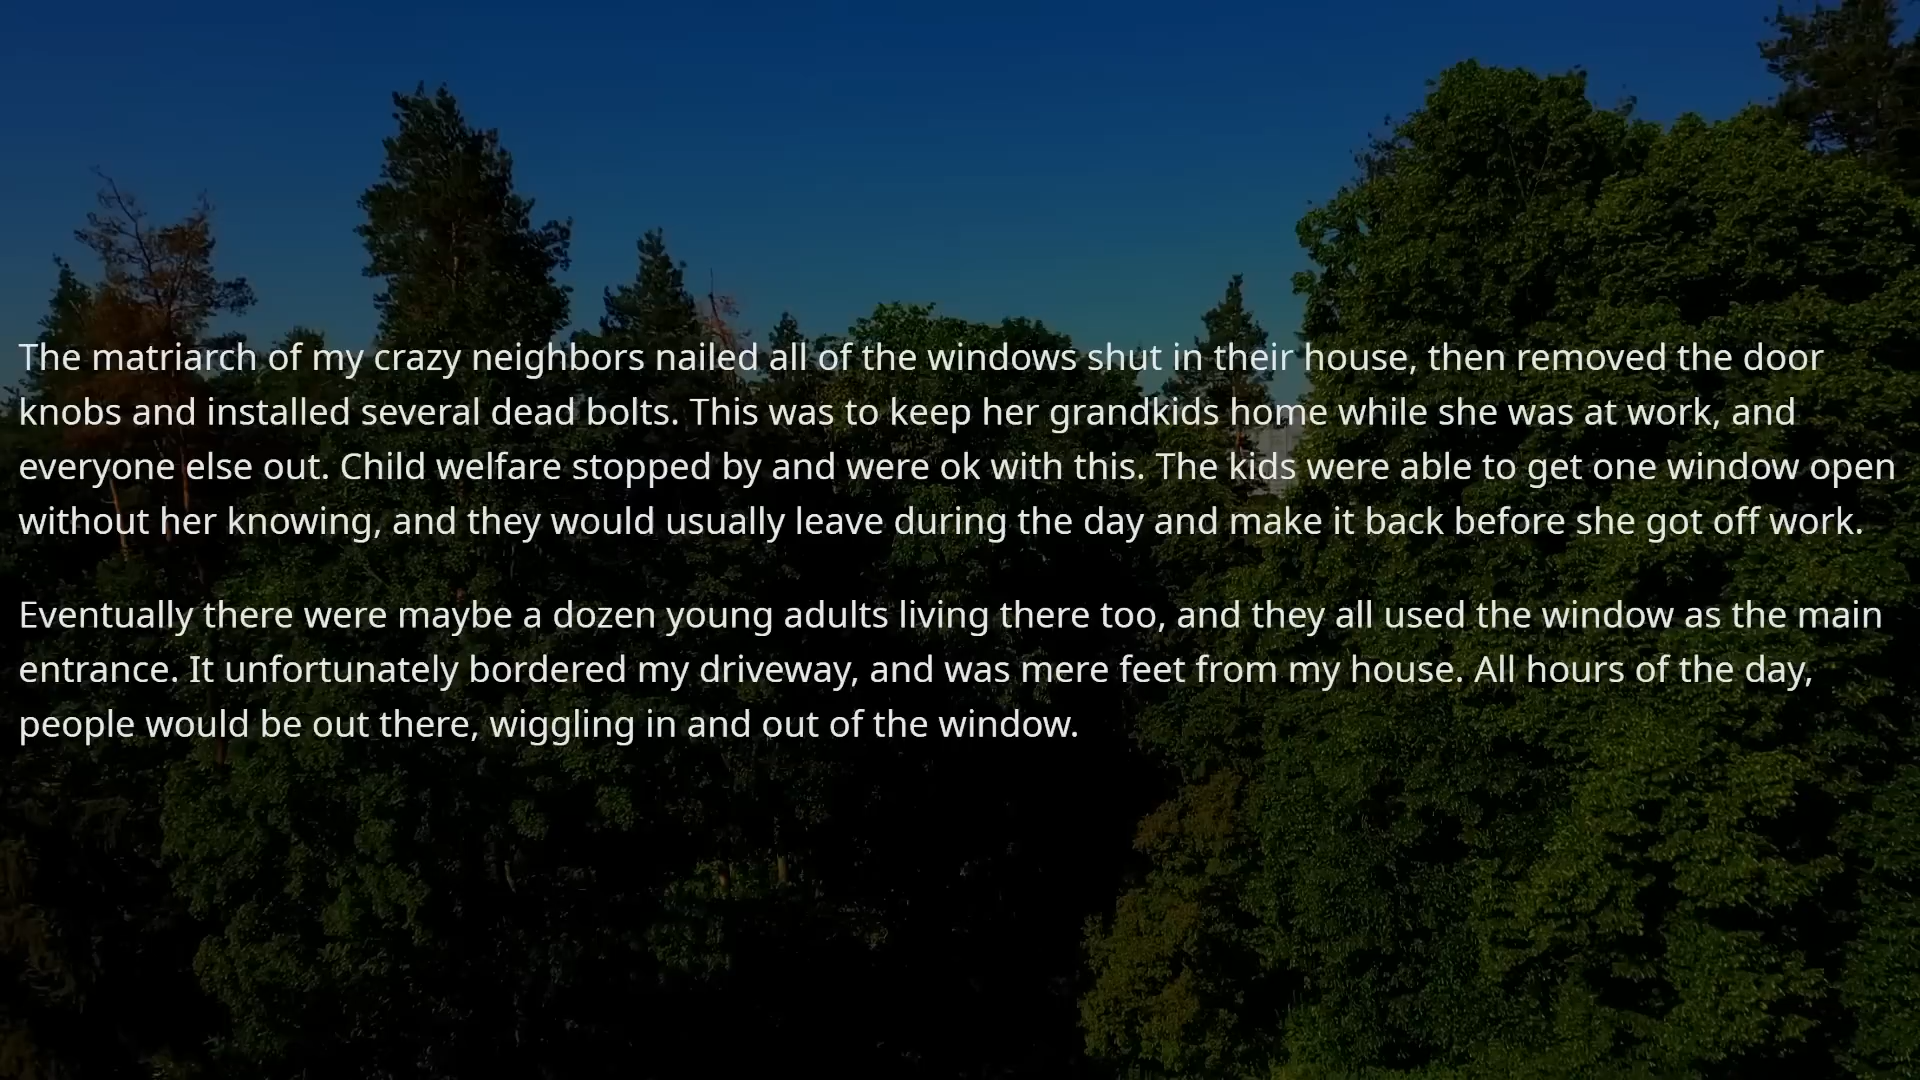 The matriarch of my crazy neighbors nailed all of the windows shut in their house, then removed the door
knobs and installed several dead bolts. This was to keep her grandkids home while she was at work, and
everyone else out. Child welfare stopped by and were ok with this. The kids were able to get one window open
without her knowing, and they would usually leave during the day and make it back before she got off work.
Eventually there were maybe a dozen young adults living there too, and they all used the window as the main
entrance. It unfortunately bordered my driveway, and was mere feet from my house. All hours of the day,
people would be out there, wiggling in and out of the window.